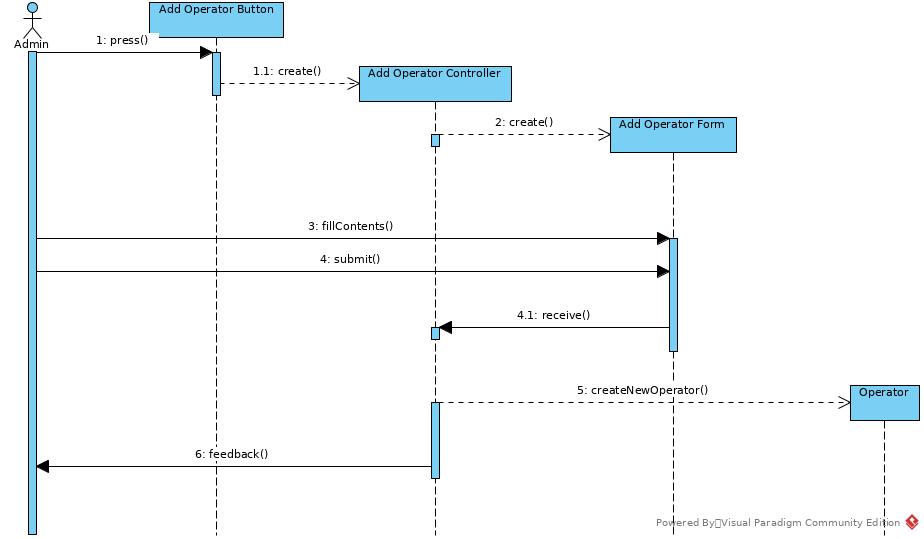 Add Operator Button
Admin
1: press()
1.1: create()
Add Operator Controller
2: create()
Add Operator Form
3: fillContents()
4: submit()
4.1: receive()
5: createNewOperator()
Operator
6: feedback()
Powered By Visual Paradigm Community Edition